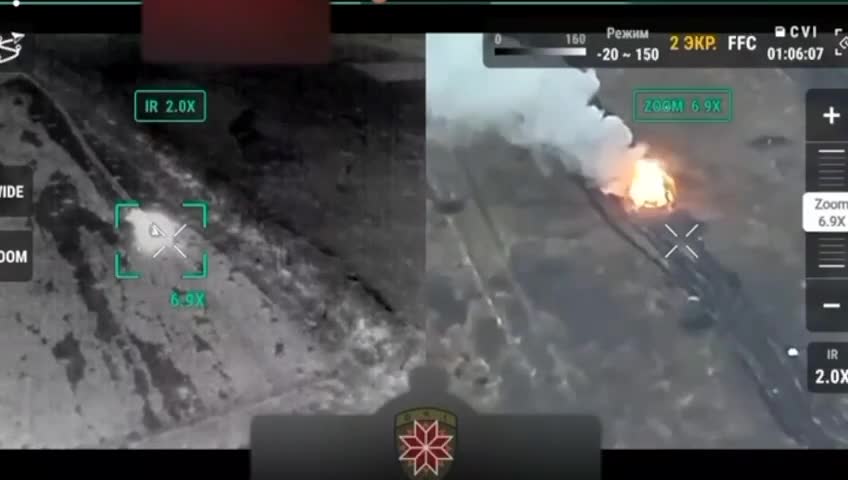 0 160
Режим
-20 ~ 150
2 ЭКР.
FFC
CVI
01:06:07
IR 2.0X
ZOOM 6.9X
IDE
OOM
6.9X
+
Zoom
6.9X
−
IR
2.0X